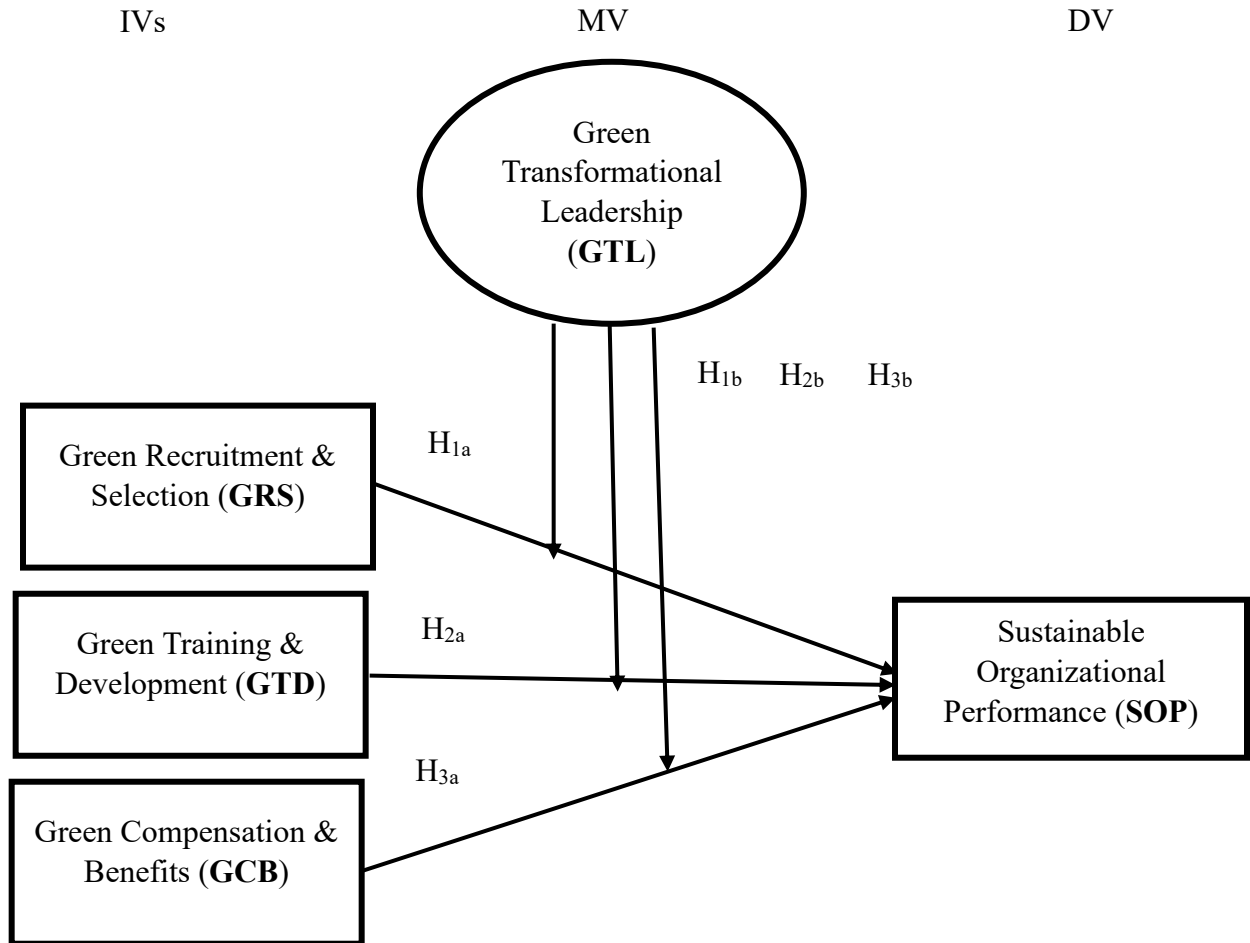 IVs
MV
DV
Green
Transformational
Leadership
(GTL)
H1b H2b H3b
H1a
Green Recruitment &
Selection (GRS)
H2a
Green Training &
Development (GTD)
Sustainable
Organizational
Performance (SOP)
H3a
Green Compensation &
Benefits (GCB)